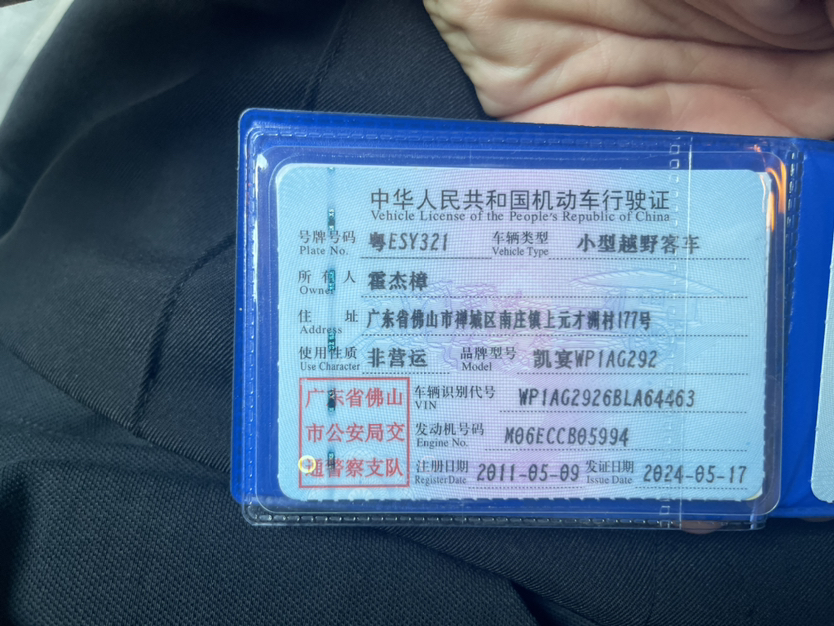 中华人民共和国机动车行驶证
Vehicle License of the People's Republic of China
号牌号码 粤ESY321 车辆类型 小型越野客车
Plate No. Vehicle Type
所有人 霍杰樟
Owner
住址 广东省佛山市禅城区南庄镇上元才洲村177号
Address
使用性质 非营运 品牌型号 凯宴WP1AG292
Use Character Model
广东省佛山 车辆识别代号 WP1AG2926BLA64463
VIN
市公安局交 发动机号码 M06ECCB05994
Engine No.
通警察支队 注册日期 2011-05-09 发证日期 2024-05-17
Register Date Issue Date